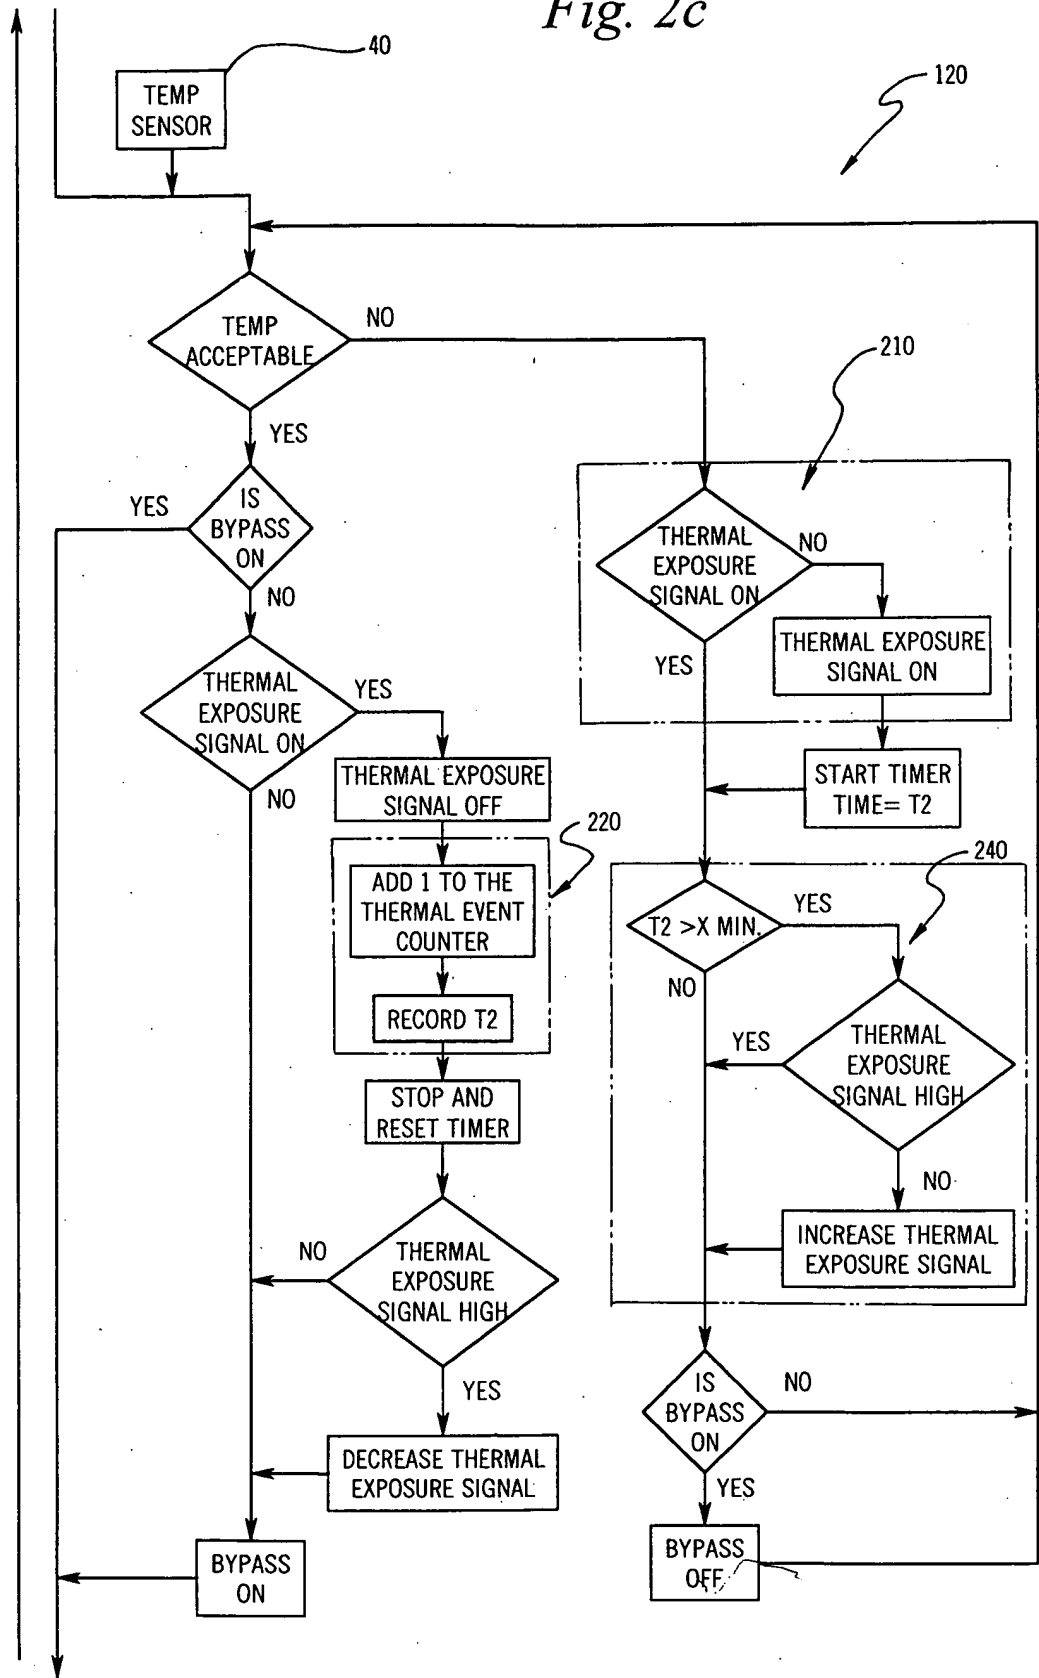 Fig. 2c
40
TEMP
SENSOR
120
TEMP
ACCEPTABLE
NO
YES
210
IS
BYPASS
ON
YES
NO
THERMAL
EXPOSURE
SIGNAL ON
NO
YES
THERMAL EXPOSURE
SIGNAL ON
START TIMER
TIME= T2
THERMAL
EXPOSURE
SIGNAL ON
YES
NO
THERMAL EXPOSURE
SIGNAL OFF
220
ADD 1 TO THE
THERMAL EVENT
COUNTER
RECORD T2
STOP AND
RESET TIMER
240
T2 >X MIN.
YES
NO
THERMAL
EXPOSURE
SIGNAL HIGH
YES
NO
INCREASE THERMAL
EXPOSURE SIGNAL
THERMAL
EXPOSURE
SIGNAL HIGH
NO
YES
DECREASE THERMAL
EXPOSURE SIGNAL
IS
BYPASS
ON
NO
YES
BYPASS
ON
BYPASS
OFF